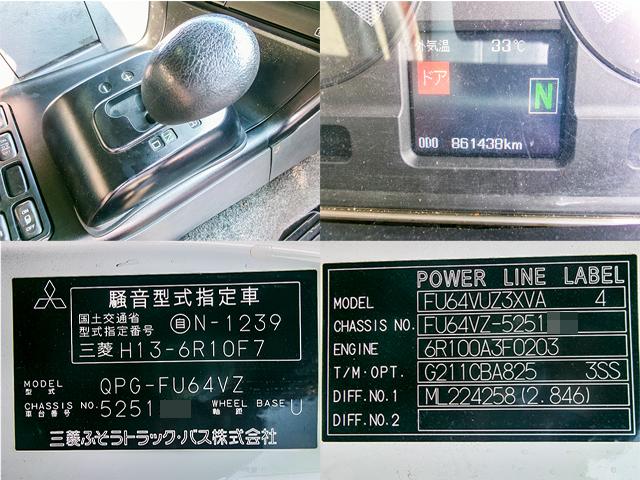 外気温 33℃
ドア
N
ODO 861438km
騒音型式指定車
国土交通省
型式指定番号 自N-1239
三菱 H13-6R10F7
MODEL
型式 QPG-FU64VZ
CHASSIS NO.
車台番号 5251
WHEEL BASE
軸距 U
三菱ふそうトラック・バス株式会社
POWER LINE LABEL
MODEL FU64VUZ3XVA 4
CHASSIS NO. FU64VZ-5251
ENGINE 6R100A3F0203
T/M・OPT. G211CBA825 3SS
DIFF.NO.1 ML224258(2.846)
DIFF.NO.2